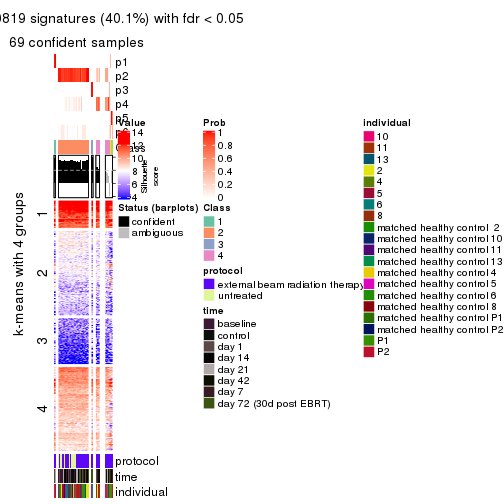 9819 signatures (40.1%) with fdr < 0.05
69 confident samples
p1
p2
p3
p4
p5
p6
Class
Silhouette score
1
2
3
4
k-means with 4 groups
protocol
time
individual
Value
14
12
10
8
6
4
Status (barplots)
confident
ambiguous
Prob
1
0.8
0.6
0.4
0.2
0
Class
1
2
3
4
protocol
external beam radiation therapy
untreated
time
baseline
control
day 1
day 14
day 21
day 42
day 7
day 72 (30d post EBRT)
individual
10
11
13
2
4
5
6
8
matched healthy control 2
matched healthy control 10
matched healthy control 11
matched healthy control 13
matched healthy control 4
matched healthy control 5
matched healthy control 6
matched healthy control 8
matched healthy control P1
matched healthy control P2
P1
P2